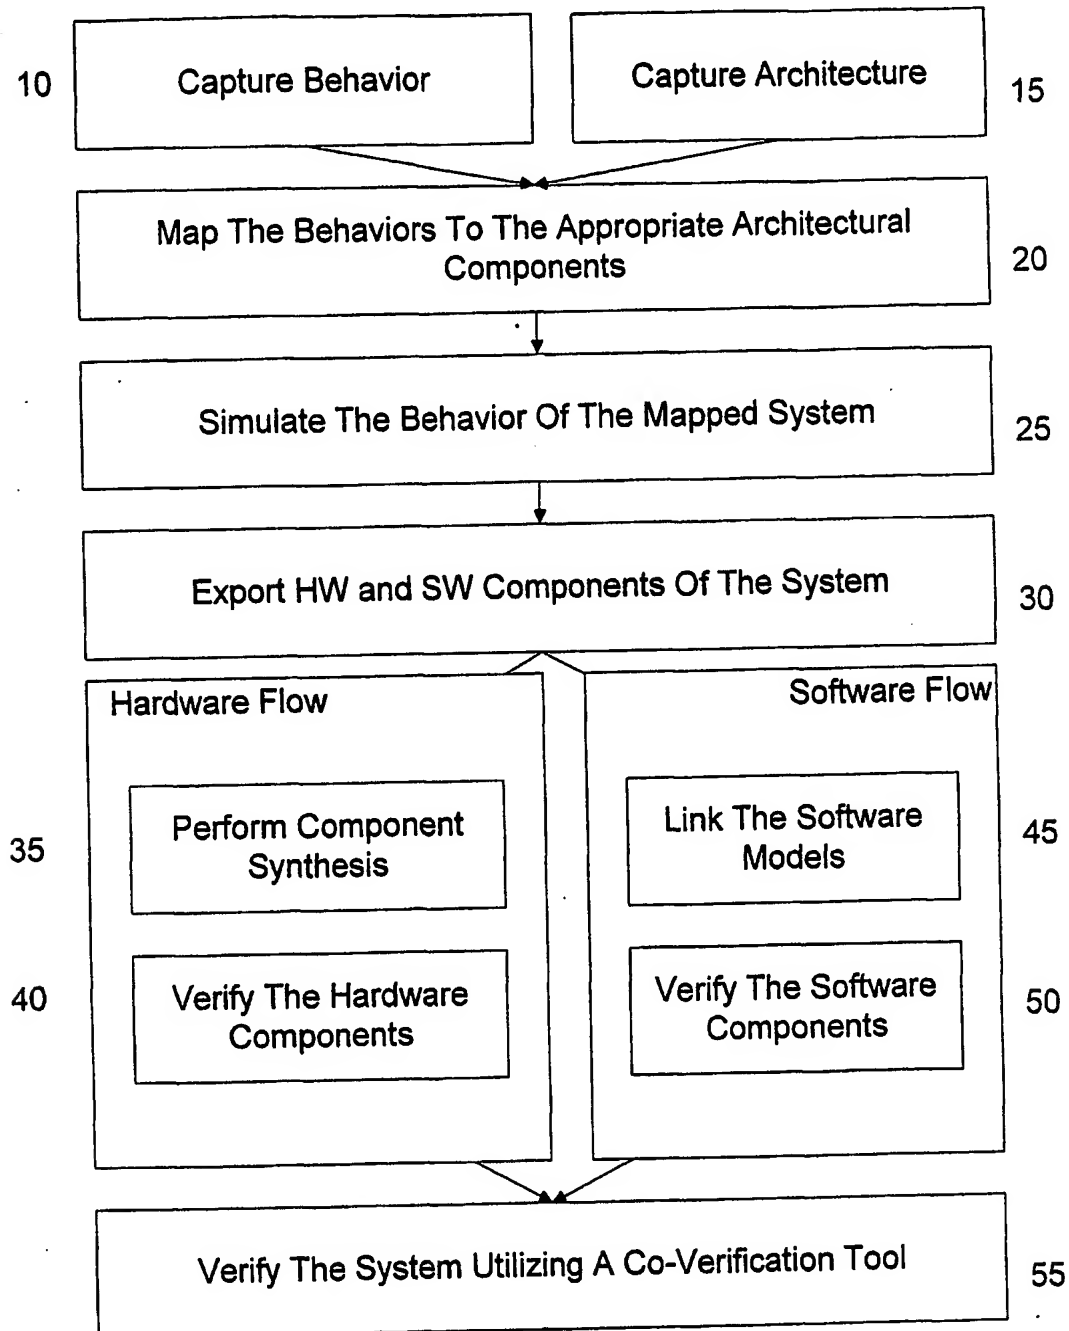 10
Capture Behavior
Capture Architecture
15
Map The Behaviors To The Appropriate Architectural
Components
20
Simulate The Behavior Of The Mapped System
25
Export HW and SW Components Of The System
30
Hardware Flow
Software Flow
35
Perform Component
Synthesis
Link The Software
Models
45
40
Verify The Hardware
Components
Verify The Software
Components
50
Verify The System Utilizing A Co-Verification Tool
55